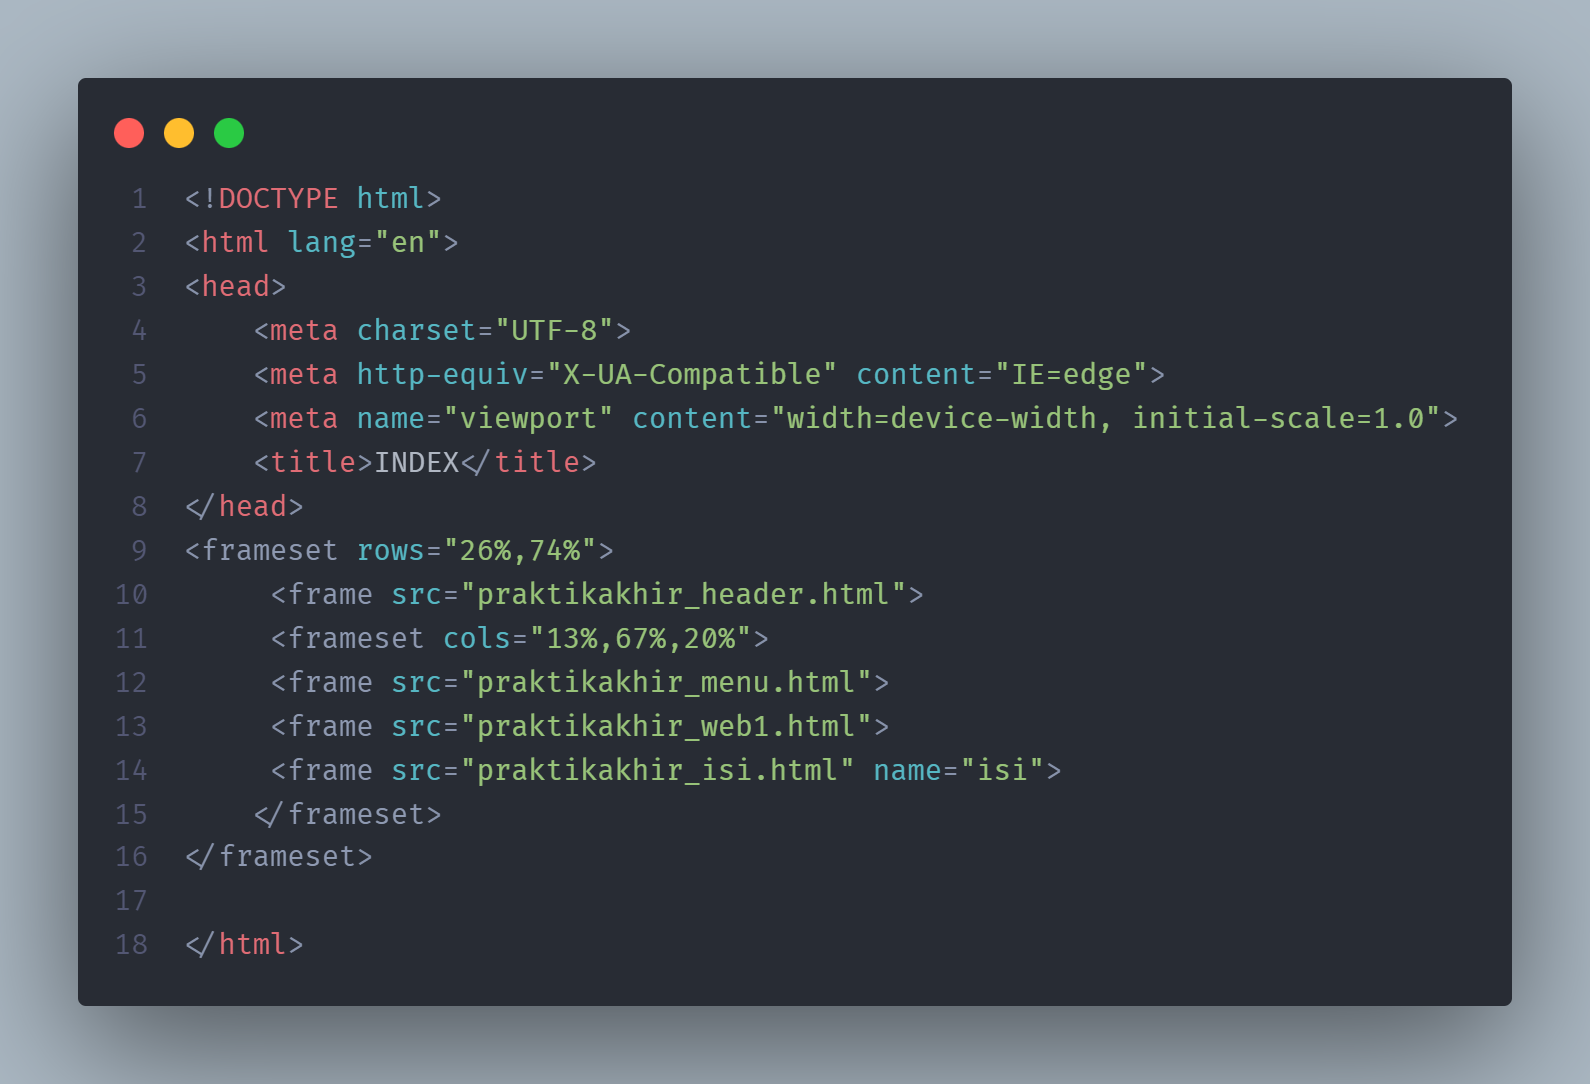 1 <!DOCTYPE html>
2 <html lang="en">
3 <head>
4     <meta charset="UTF-8">
5     <meta http-equiv="X-UA-Compatible" content="IE=edge">
6     <meta name="viewport" content="width=device-width, initial-scale=1.0">
7     <title>INDEX</title>
8 </head>
9 <frameset rows="26%,74%">
10      <frame src="praktikakhir_header.html">
11      <frameset cols="13%,67%,20%">
12      <frame src="praktikakhir_menu.html">
13      <frame src="praktikakhir_web1.html">
14      <frame src="praktikakhir_isi.html" name="isi">
15     </frameset>
16 </frameset>
17
18 </html>